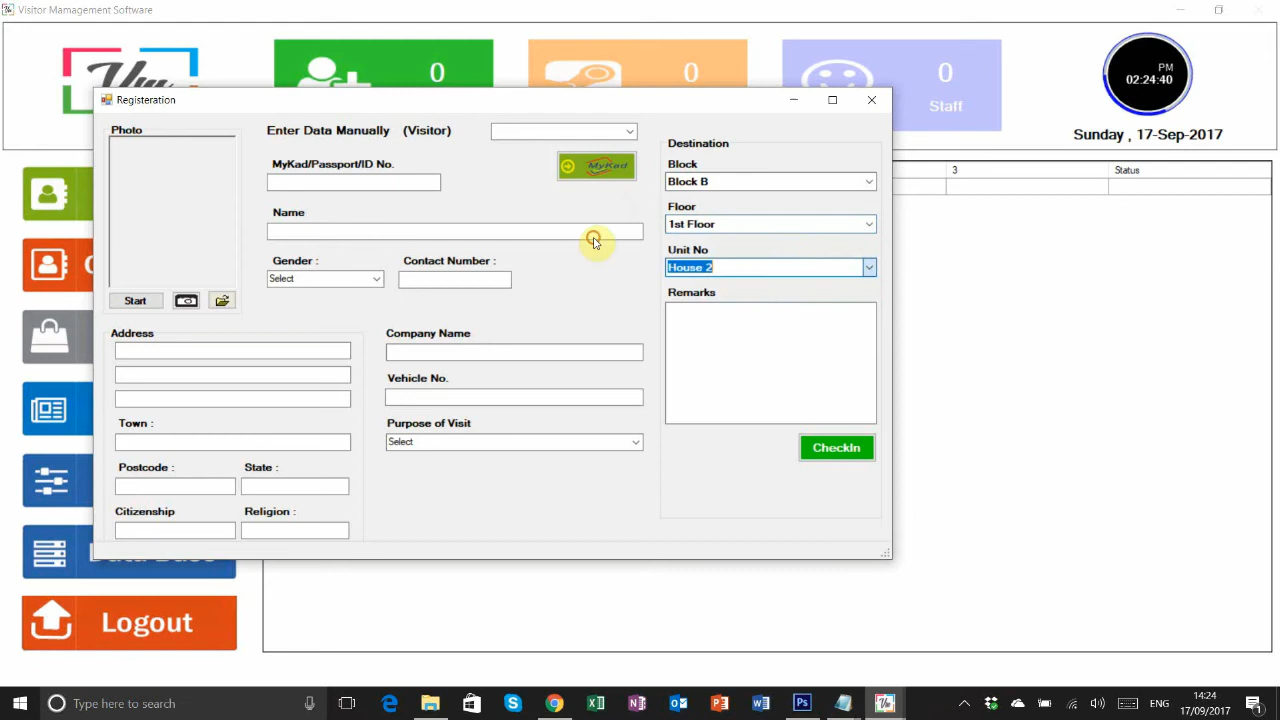 Visitor Mamagement Software
Vm
0
0
0
Staff
PM
02:24:40
Sunday , 17-Sep-2017
Registeration
Photo
Enter Data Manually (Visitor)
MyKad/Passport/ID No.
MyKad
Name
Gender :
Contact Number :
Select
Start
Address
Town :
Postcode :
State :
Citizenship
Religion :
Company Name
Vehicle No.
Purpose of Visit
Select
Destination
Block
Block B
Floor
1st Floor
Unit No
House 2
Remarks
CheckIn
3
Status
Logout
Type here to search
ENG
14:24
17/09/2017